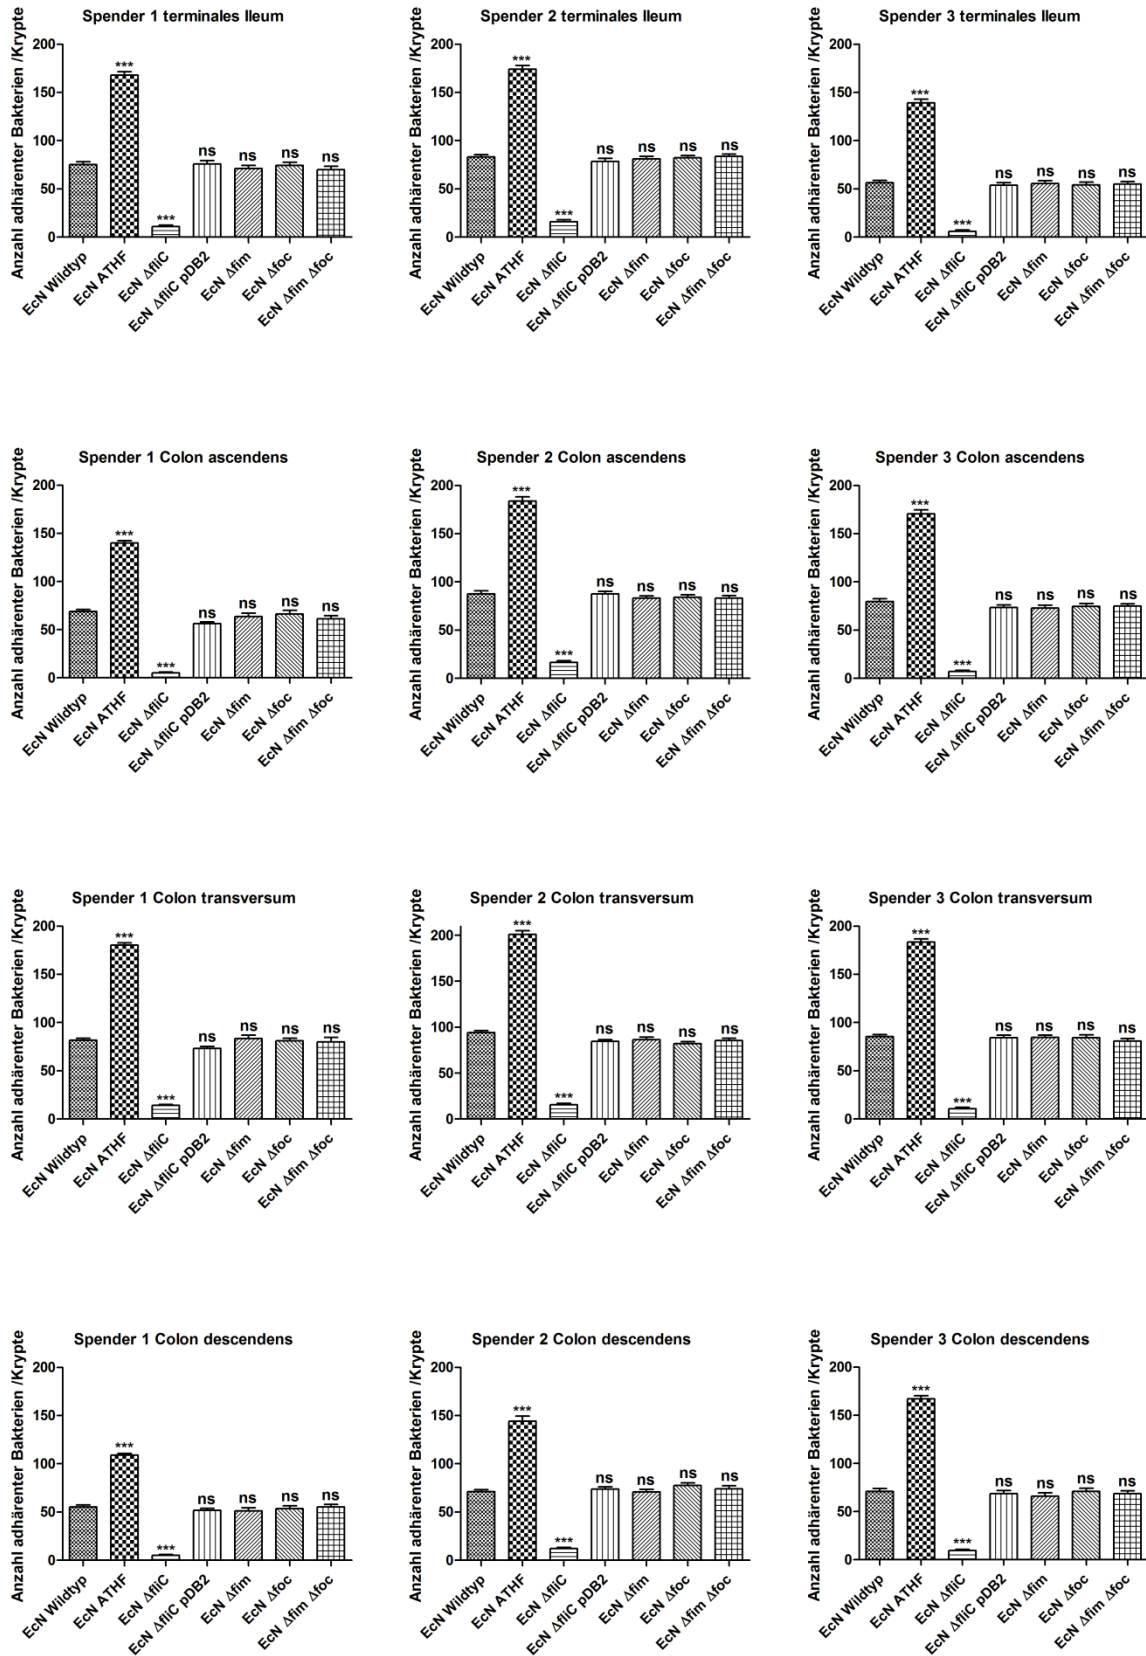 Spender 1 terminales Ileum
Anzahl adhärenter Bakterien /Krypte
200
150
100
50
0
***
***
ns
ns
ns
ns
EcN Wildtyp
EcN ATHF
EcN ΔfliC
EcN ΔfliC pDB2
EcN Δfim
EcN Δfoc
EcN Δfim Δfoc
Spender 2 terminales Ileum
Anzahl adhärenter Bakterien /Krypte
200
150
100
50
0
***
***
ns
ns
ns
ns
EcN Wildtyp
EcN ATHF
EcN ΔfliC
EcN ΔfliC pDB2
EcN Δfim
EcN Δfoc
EcN Δfim Δfoc
Spender 3 terminales Ileum
Anzahl adhärenter Bakterien /Krypte
200
150
100
50
0
***
***
ns
ns
ns
ns
EcN Wildtyp
EcN ATHF
EcN ΔfliC
EcN ΔfliC pDB2
EcN Δfim
EcN Δfoc
EcN Δfim Δfoc
Spender 1 Colon ascendens
Anzahl adhärenter Bakterien /Krypte
200
150
100
50
0
***
***
ns
ns
ns
ns
EcN Wildtyp
EcN ATHF
EcN ΔfliC
EcN ΔfliC pDB2
EcN Δfim
EcN Δfoc
EcN Δfim Δfoc
Spender 2 Colon ascendens
Anzahl adhärenter Bakterien /Krypte
200
150
100
50
0
***
***
ns
ns
ns
ns
EcN Wildtyp
EcN ATHF
EcN ΔfliC
EcN ΔfliC pDB2
EcN Δfim
EcN Δfoc
EcN Δfim Δfoc
Spender 3 Colon ascendens
Anzahl adhärenter Bakterien /Krypte
200
150
100
50
0
***
***
ns
ns
ns
ns
EcN Wildtyp
EcN ATHF
EcN ΔfliC
EcN ΔfliC pDB2
EcN Δfim
EcN Δfoc
EcN Δfim Δfoc
Spender 1 Colon transversum
Anzahl adhärenter Bakterien /Krypte
200
150
100
50
0
***
***
ns
ns
ns
ns
EcN Wildtyp
EcN ATHF
EcN ΔfliC
EcN ΔfliC pDB2
EcN Δfim
EcN Δfoc
EcN Δfim Δfoc
Spender 2 Colon transversum
Anzahl adhärenter Bakterien /Krypte
200
150
100
50
0
***
***
ns
ns
ns
ns
EcN Wildtyp
EcN ATHF
EcN ΔfliC
EcN ΔfliC pDB2
EcN Δfim
EcN Δfoc
EcN Δfim Δfoc
Spender 3 Colon transversum
Anzahl adhärenter Bakterien /Krypte
200
150
100
50
0
***
***
ns
ns
ns
ns
EcN Wildtyp
EcN ATHF
EcN ΔfliC
EcN ΔfliC pDB2
EcN Δfim
EcN Δfoc
EcN Δfim Δfoc
Spender 1 Colon descendens
Anzahl adhärenter Bakterien /Krypte
200
150
100
50
0
***
***
ns
ns
ns
ns
EcN Wildtyp
EcN ATHF
EcN ΔfliC
EcN ΔfliC pDB2
EcN Δfim
EcN Δfoc
EcN Δfim Δfoc
Spender 2 Colon descendens
Anzahl adhärenter Bakterien /Krypte
200
150
100
50
0
***
***
ns
ns
ns
ns
EcN Wildtyp
EcN ATHF
EcN ΔfliC
EcN ΔfliC pDB2
EcN Δfim
EcN Δfoc
EcN Δfim Δfoc
Spender 3 Colon descendens
Anzahl adhärenter Bakterien /Krypte
200
150
100
50
0
***
***
ns
ns
ns
ns
EcN Wildtyp
EcN ATHF
EcN ΔfliC
EcN ΔfliC pDB2
EcN Δfim
EcN Δfoc
EcN Δfim Δfoc